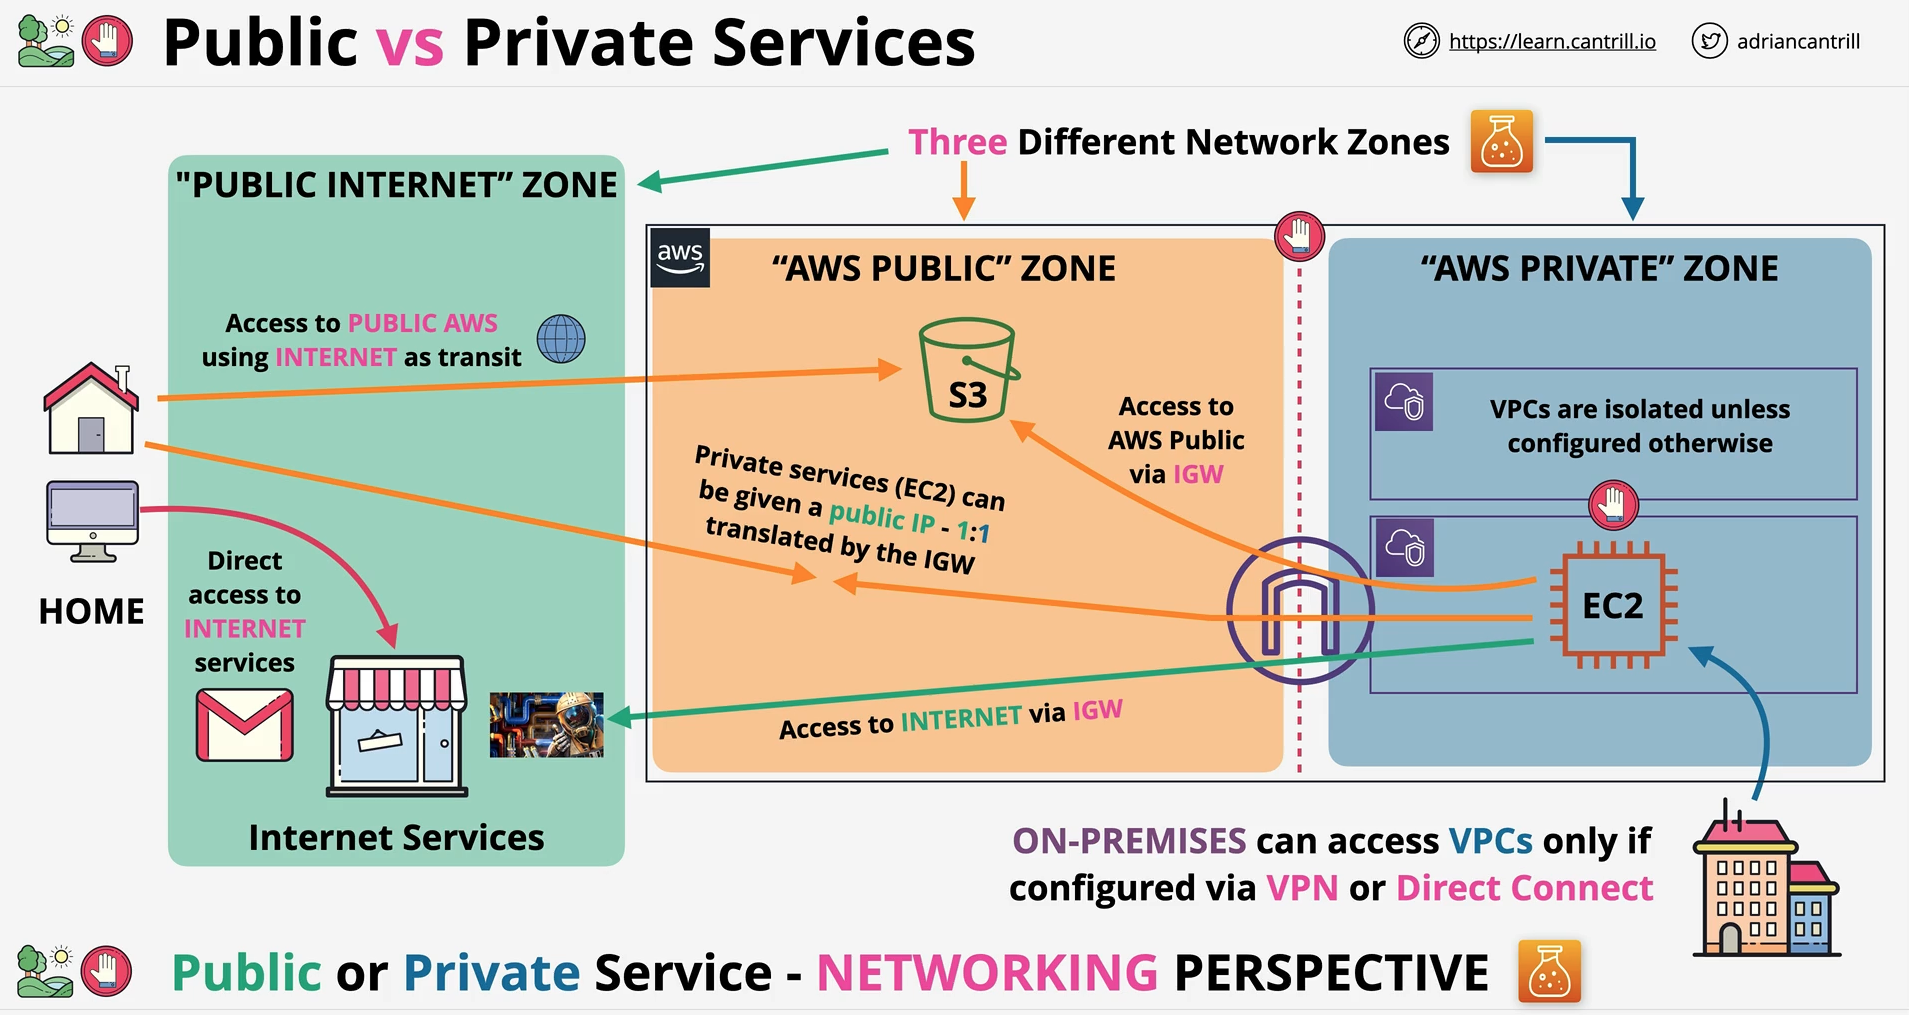 Public vs Private Services
https://learn.cantrill.io
adriancantrill
Three Different Network Zones
"PUBLIC INTERNET” ZONE
aws
“AWS PUBLIC” ZONE
“AWS PRIVATE” ZONE
Access to PUBLIC AWS
using INTERNET as transit
S3
Access to
AWS Public
via IGW
VPCs are isolated unless
configured otherwise
Private services (EC2) can
be given a public IP - 1:1
translated by the IGW
EC2
HOME
Direct
access to
INTERNET
services
Access to INTERNET via IGW
Internet Services
ON-PREMISES can access VPCs only if
configured via VPN or Direct Connect
Public or Private Service - NETWORKING PERSPECTIVE